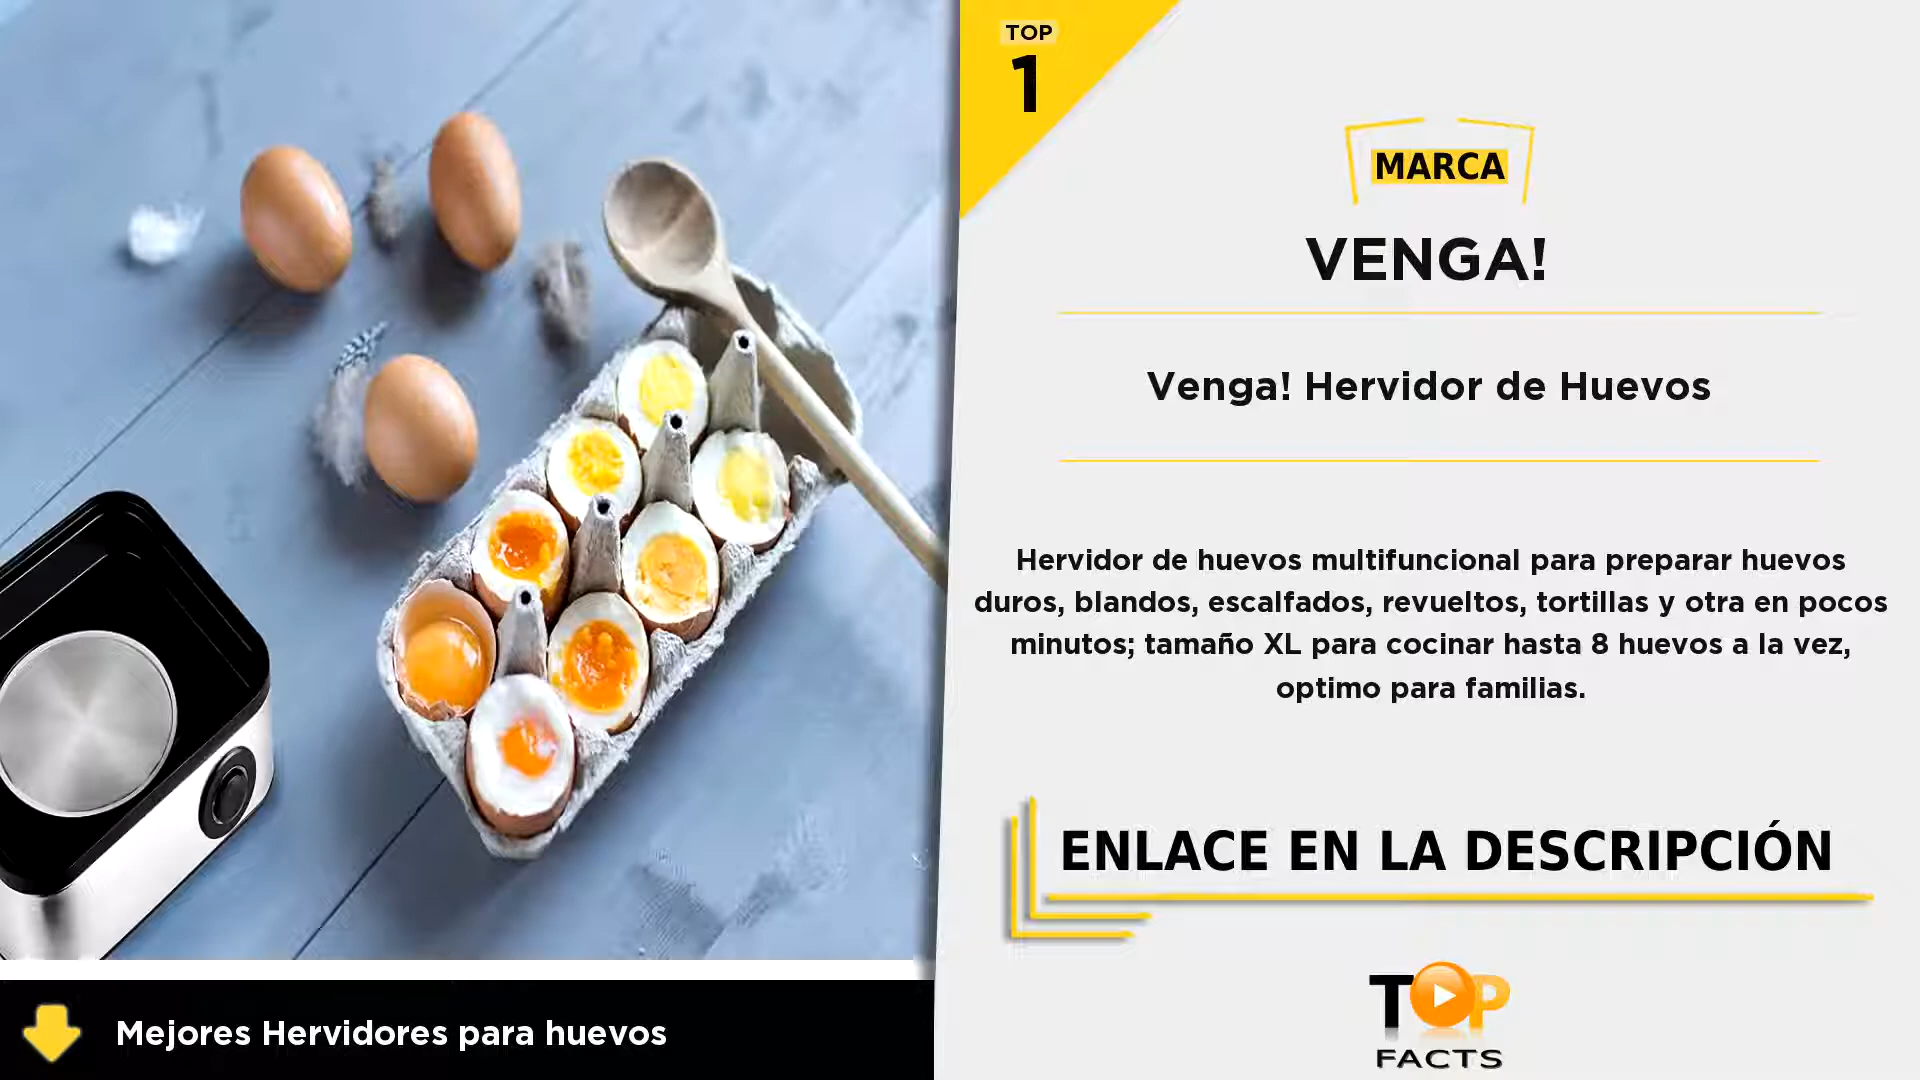 TOP
1
MARCA
VENGA!
Venga! Hervidor de Huevos
Hervidor de huevos multifuncional para preparar huevos
duros, blandos, escalfados, revueltos, tortillas y otra en pocos
minutos; tamaño XL para cocinar hasta 8 huevos a la vez,
optimo para familias.
ENLACE EN LA DESCRIPCIÓN
TOP
FACTS
Mejores Hervidores para huevos